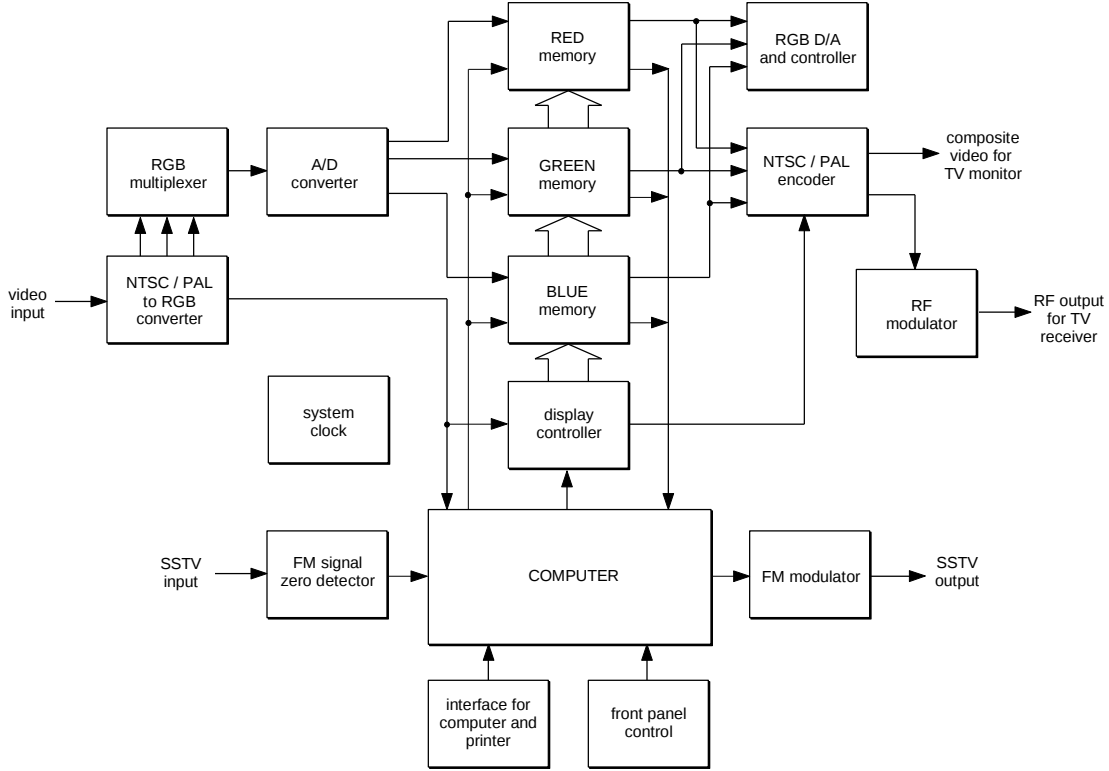 RED
memory
RGB D/A
and controller
RGB
multiplexer
A/D
converter
GREEN
memory
NTSC / PAL
encoder
composite
video for
TV monitor
video
input
NTSC / PAL
to RGB
converter
BLUE
memory
RF
modulator
RF output
for TV
receiver
system
clock
display
controller
SSTV
input
FM signal
zero detector
COMPUTER
FM modulator
SSTV
output
interface for
computer and
printer
front panel
control